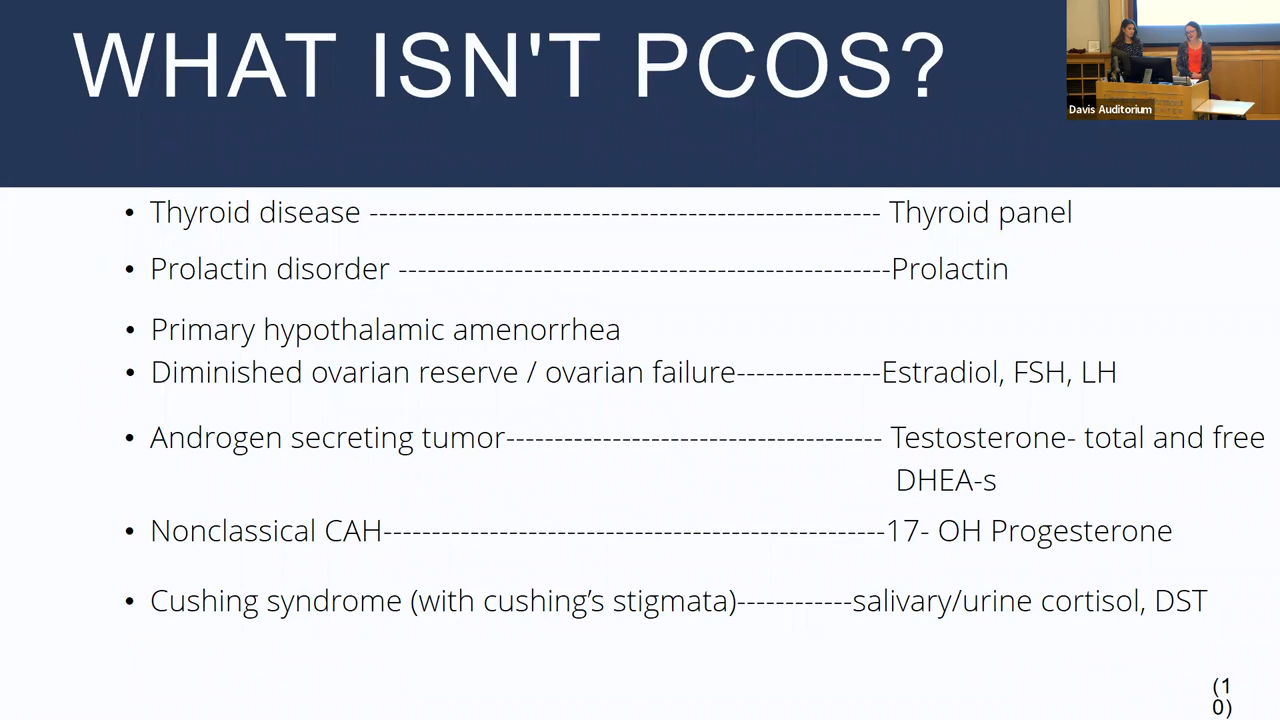 WHAT ISN'T PCOS?
Davis Auditorium
• Thyroid disease ---------------------------------------------------- Thyroid panel
• Prolactin disorder --------------------------------------------------Prolactin
• Primary hypothalamic amenorrhea
• Diminished ovarian reserve / ovarian failure---------------Estradiol, FSH, LH
• Androgen secreting tumor-------------------------------------- Testosterone- total and free
DHEA-s
• Nonclassical CAH---------------------------------------------------17- OH Progesterone
• Cushing syndrome (with cushing’s stigmata)------------salivary/urine cortisol, DST
(1
0)